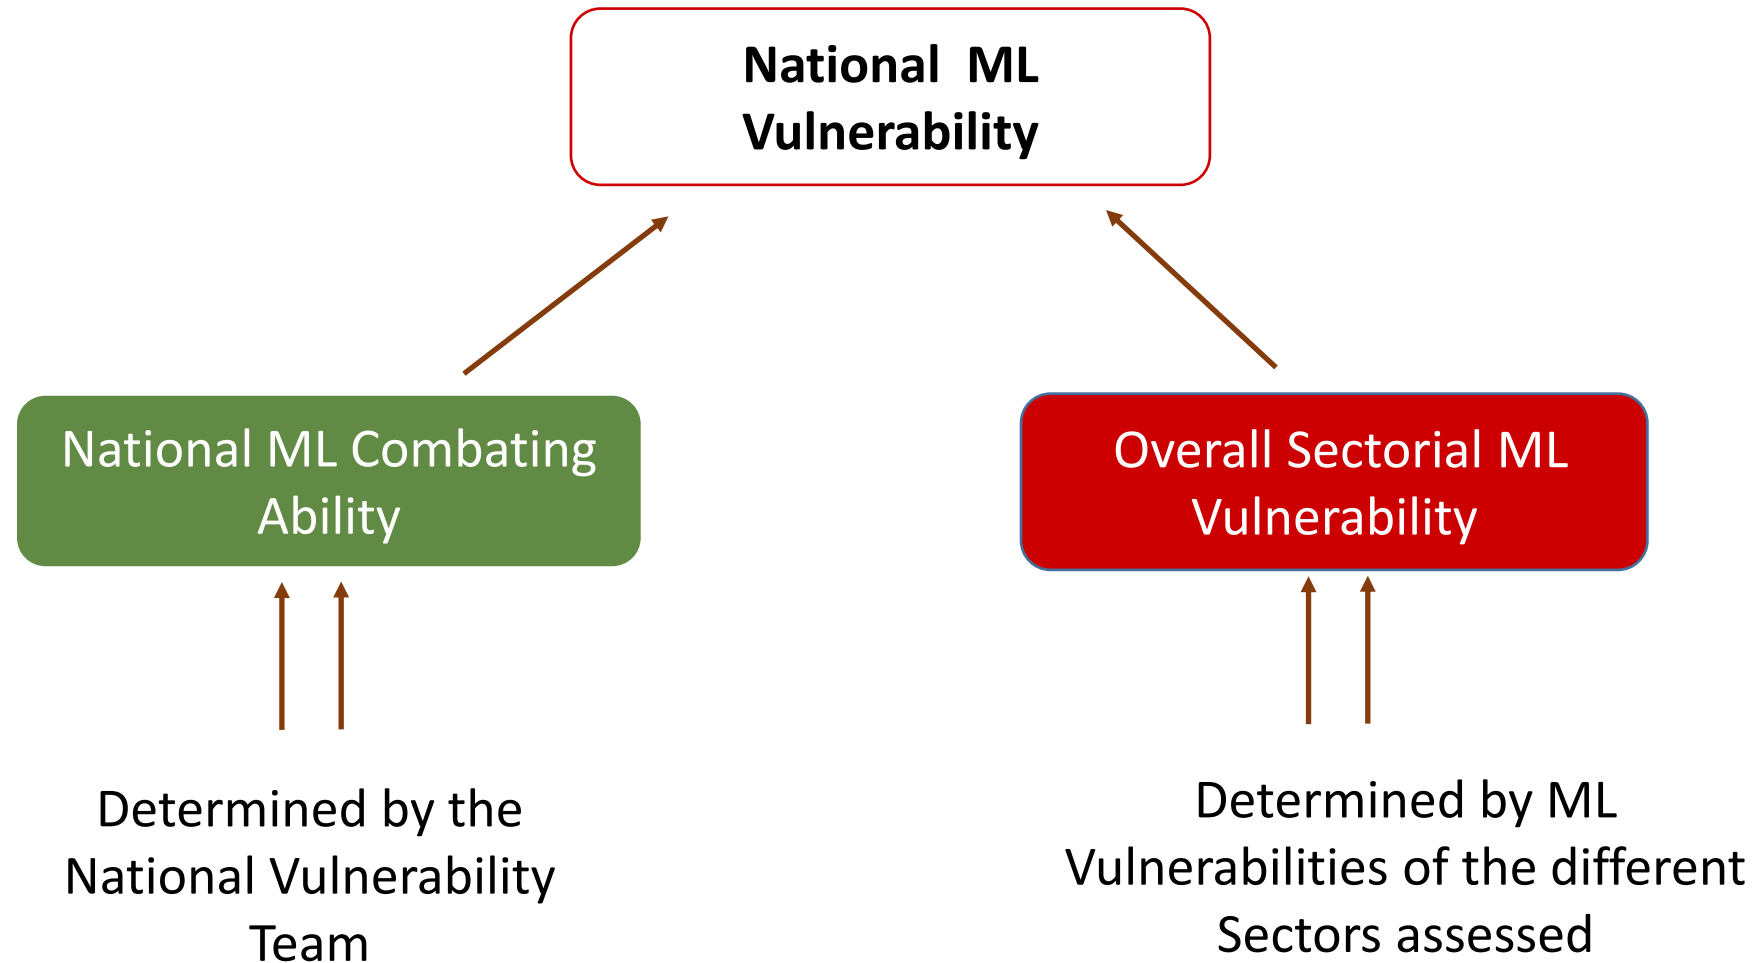 National  ML
Vulnerability
National ML Combating
Ability
Overall Sectorial ML
Vulnerability
Determined by the
National Vulnerability
Team
Determined by ML
Vulnerabilities of the different
Sectors assessed